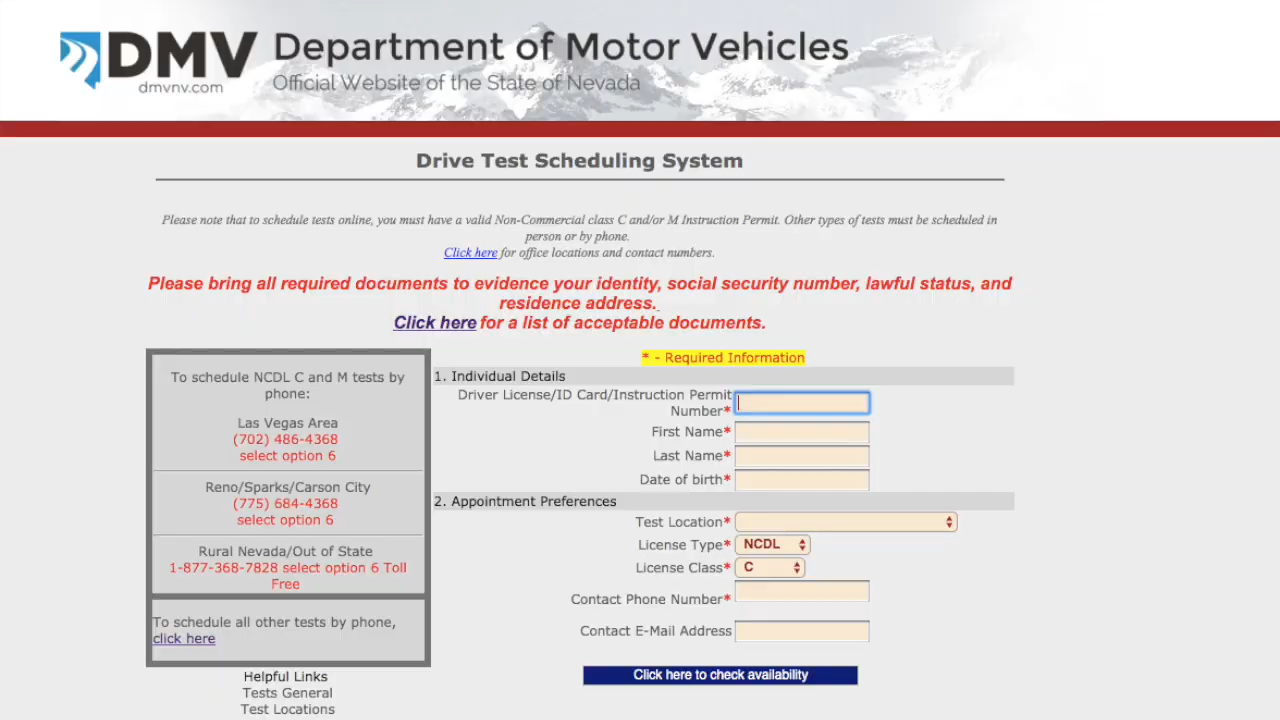 DMV
dmvnv.com
Department of Motor Vehicles
Official Website of the State of Nevada
Drive Test Scheduling System
Please note that to schedule tests online, you must have a valid Non-Commercial class C and/or M Instruction Permit. Other types of tests must be scheduled in
person or by phone.
Click here for office locations and contact numbers.
Please bring all required documents to evidence your identity, social security number, lawful status, and
residence address.
Click here for a list of acceptable documents.
To schedule NCDL C and M tests by
phone:
Las Vegas Area
(702) 486-4368
select option 6
Reno/Sparks/Carson City
(775) 684-4368
select option 6
Rural Nevada/Out of State
1-877-368-7828 select option 6 Toll
Free
To schedule all other tests by phone,
click here
Helpful Links
Tests General
Test Locations
* - Required Information
1. Individual Details
Driver License/ID Card/Instruction Permit
Number*
First Name*
Last Name*
Date of birth*
2. Appointment Preferences
Test Location*
License Type* NCDL
License Class* C
Contact Phone Number*
Contact E-Mail Address
Click here to check availability